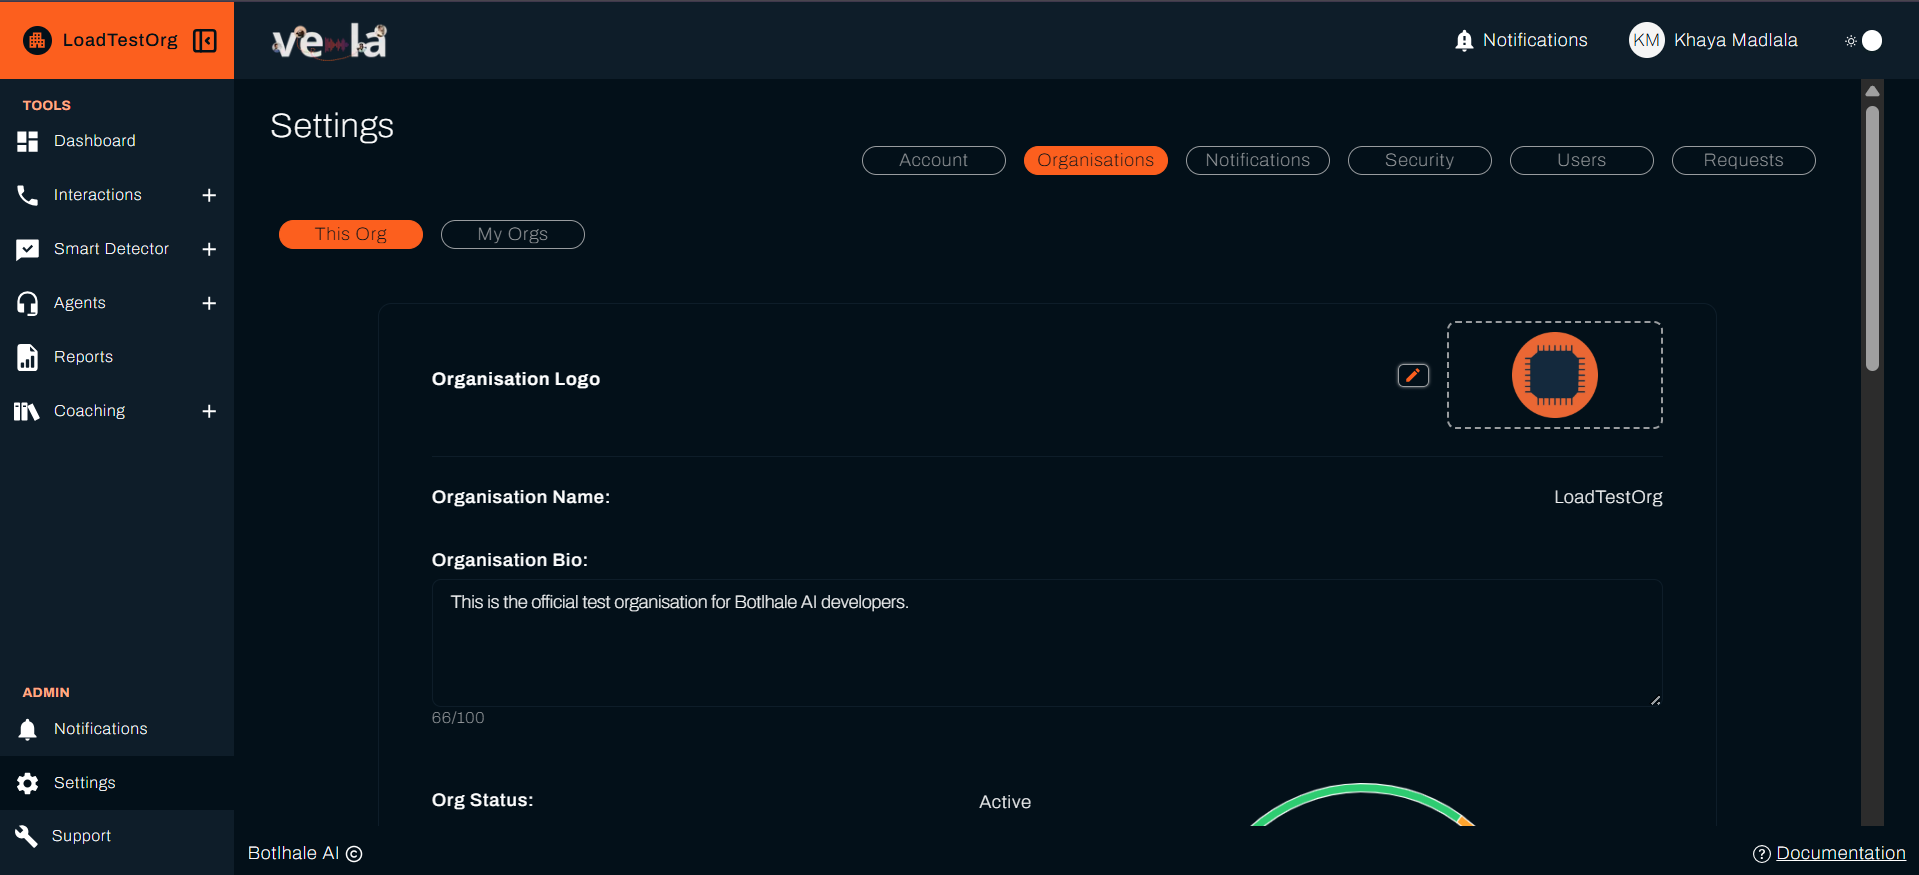 LoadTestOrg
vela
Notifications
KM Khaya Madlala
TOOLS
Dashboard
Interactions
Smart Detector
Agents
Reports
Coaching
ADMIN
Notifications
Settings
Support
Settings
Account Organisations Notifications Security Users Requests
This Org My Orgs
Organisation Logo
Organisation Name: LoadTestOrg
Organisation Bio:
This is the official test organisation for Botlhale AI developers.
66/100
Org Status: Active
Botlhale AI ©
Documentation